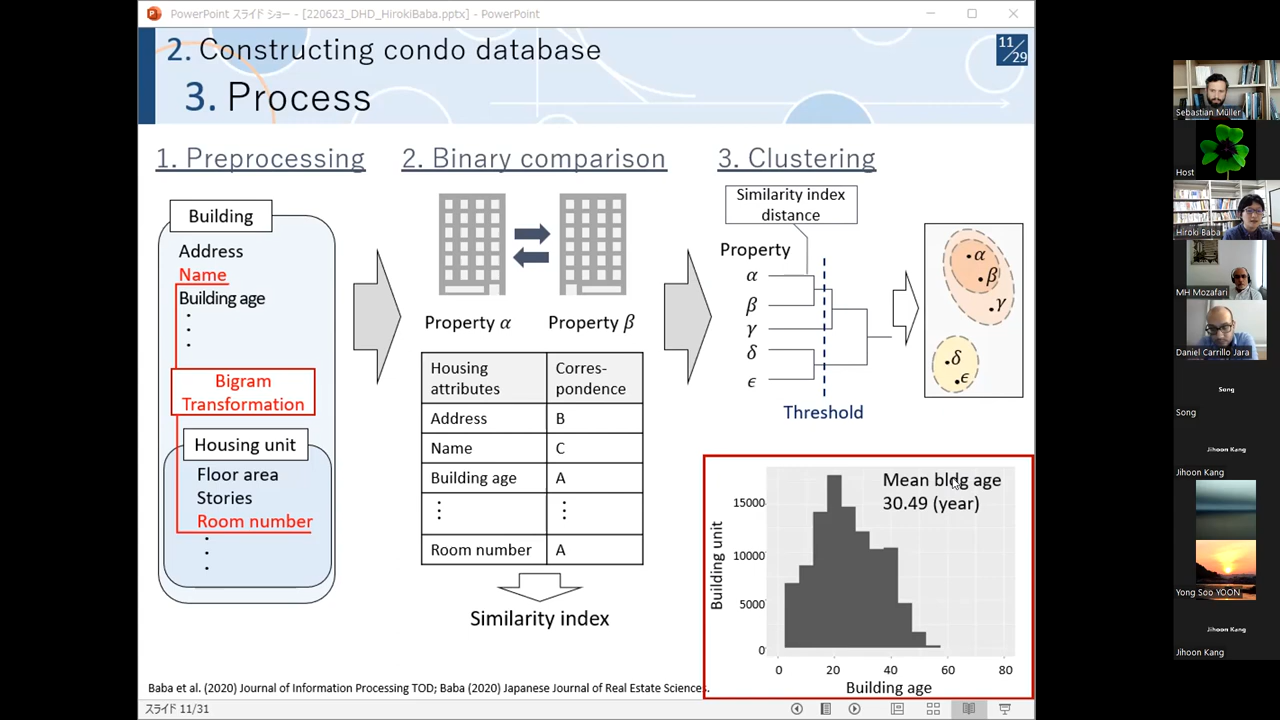 PowerPoint スライド ショー - [220623_DHD_HirokiBaba.pptx] - PowerPoint
2. Constructing condo database
11/29
3. Process
1. Preprocessing
2. Binary comparison
3. Clustering
Building
Address
Name
Building age
Bigram
Transformation
Housing unit
Floor area
Stories
Room number
Property α
Property β
Housing attributes
Corres-pondence
Address B
Name C
Building age A
Room number A
Similarity index
Similarity index
distance
Property
α
β
γ
δ
ϵ
Threshold
α
β
γ
δ
ϵ
Mean bldg age
30.49 (year)
Building unit
15000
10000
5000
0
0 20 40 60 80
Building age
Baba et al. (2020) Journal of Information Processing TOD; Baba (2020) Japanese Journal of Real Estate Sciences.
スライド 11/31
Sebastian Müller
Host
Hiroki Baba
MH Mozafari
Daniel Carrillo Jara
Song
Song
Jihoon Kang
Jihoon Kang
Yong Soo YOON
Jihoon Kang
Jihoon Kang